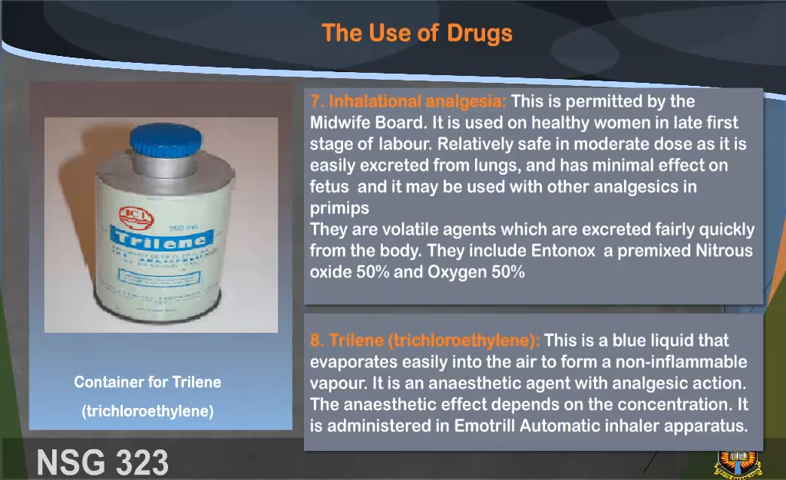 The Use of Drugs
7. Inhalational analgesia: This is permitted by the
Midwife Board. It is used on healthy women in late first
stage of labour. Relatively safe in moderate dose as it is
easily excreted from lungs, and has minimal effect on
fetus and it may be used with other analgesics in
primips
They are volatile agents which are excreted fairly quickly
from the body. They include Entonox a premixed Nitrous
oxide 50% and Oxygen 50%
ICI
Trilene
Container for Trilene
(trichloroethylene)
8. Trilene (trichloroethylene): This is a blue liquid that
evaporates easily into the air to form a non-inflammable
vapour. It is an anaesthetic agent with analgesic action.
The anaesthetic effect depends on the concentration. It
is administered in Emotrill Automatic inhaler apparatus.
NSG 323